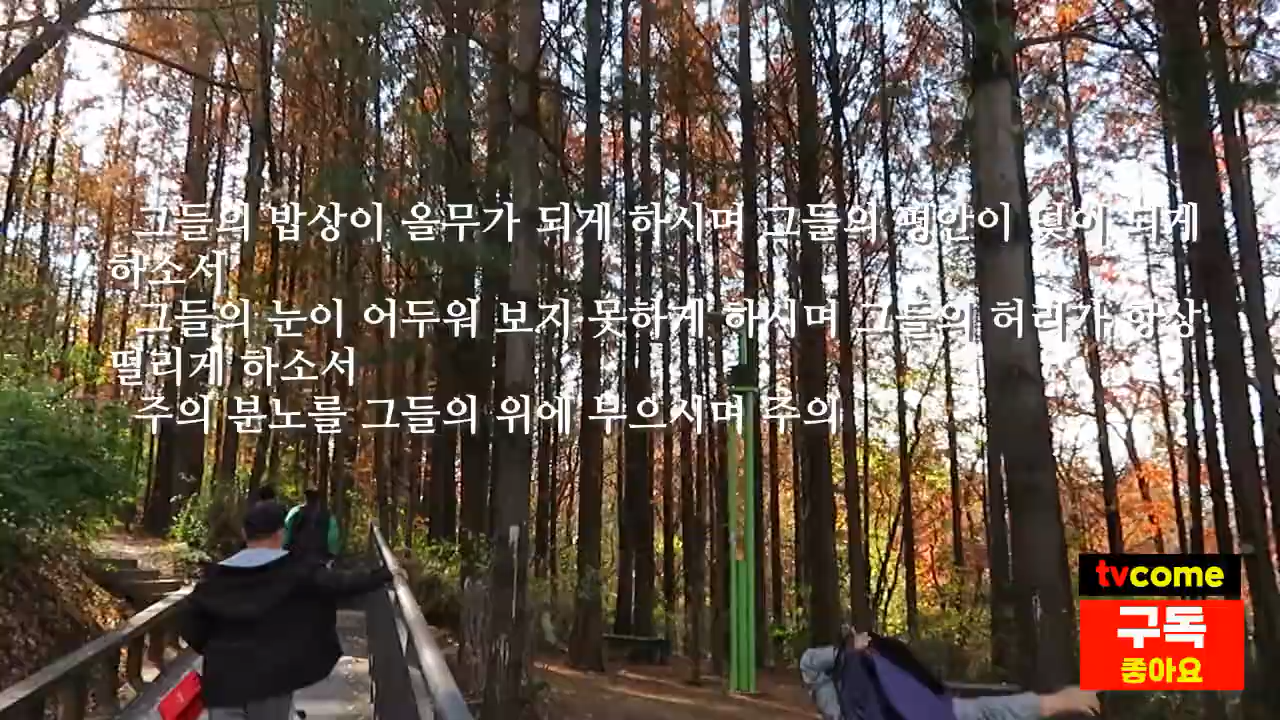 그들의 밥상이 올무가 되게 하시며 그들의 평안이 덫이 되게
하소서
그들의 눈이 어두워 보지 못하게 하시며 그들의 허리가 항상
떨리게 하소서
주의 분노를 그들의 위에 부으시며 주의
tvcome
구독
좋아요